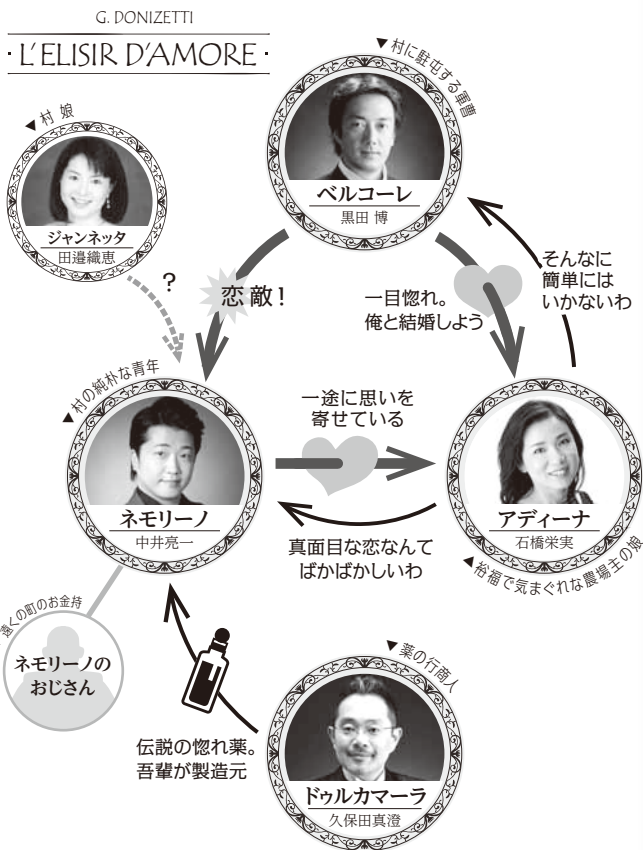 G. DONIZETTI
· L'ELISIR D'AMORE ·
▼村に駐屯する軍曹
ベルコーレ
黒田 博
▼村 娘
ジャンネッタ
田邉織恵
?
恋敵!
一目惚れ。
俺と結婚しよう
そんなに
簡単には
いかないわ
▼村の純朴な青年
ネモリーノ
中井亮一
一途に思いを
寄せている
アディーナ
石橋栄実
▼裕福で気まぐれな農場主の娘
真面目な恋なんて
ばかばかしいわ
遠くの町のお金持
ネモリーノの
おじさん
伝説の惚れ薬。
吾輩が製造元
▼薬の行商人
ドゥルカマーラ
久保田真澄